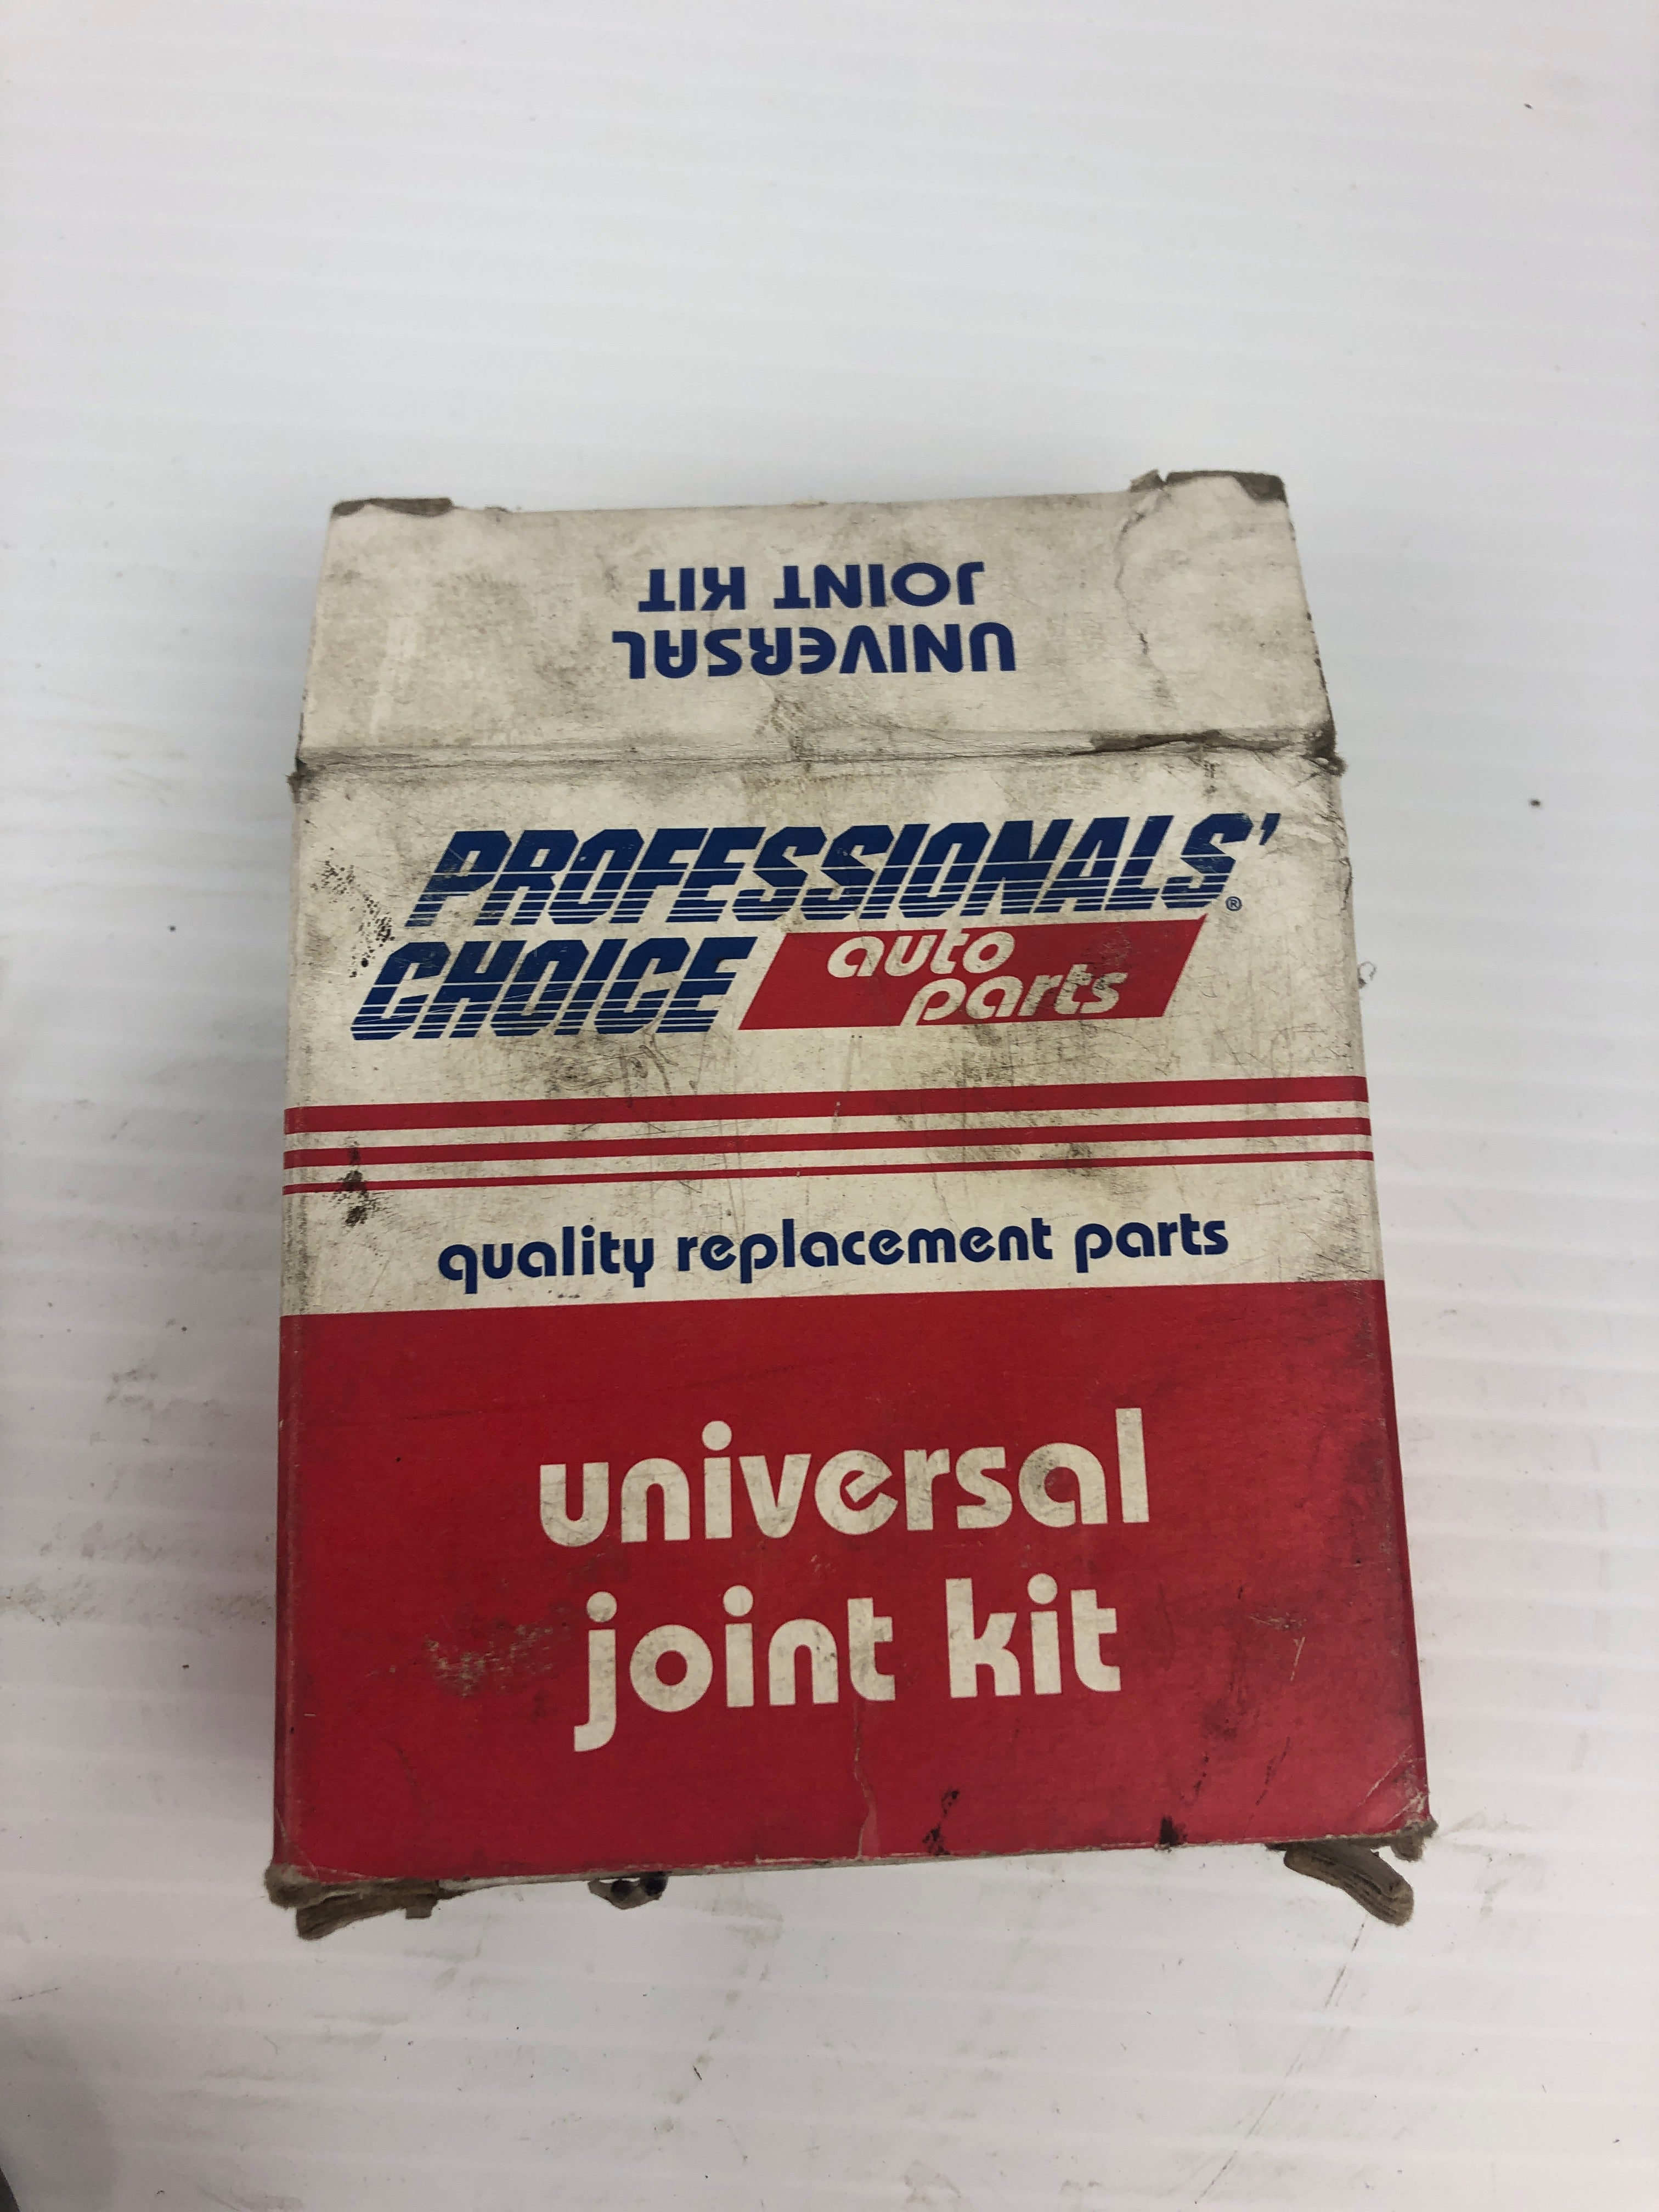 UNIVERSAL
JOINT KIT
PROFESSIONALS'®
CHOICE auto
parts
quality replacement parts
universal
joint kit